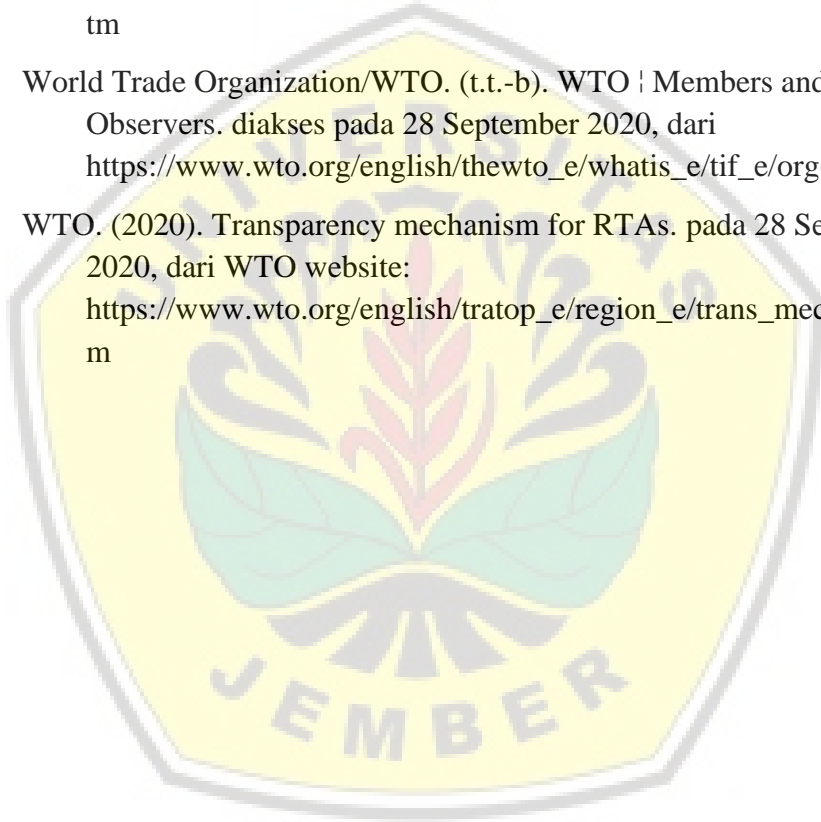 tm
World Trade Organization/WTO. (t.t.-b). WTO ¦ Members and
Observers. diakses pada 28 September 2020, dari
https://www.wto.org/english/thewto_e/whatis_e/tif_e/org
WTO. (2020). Transparency mechanism for RTAs. pada 28 Se
2020, dari WTO website:
https://www.wto.org/english/tratop_e/region_e/trans_mec
m
UNIVERSITAS
JEMBER